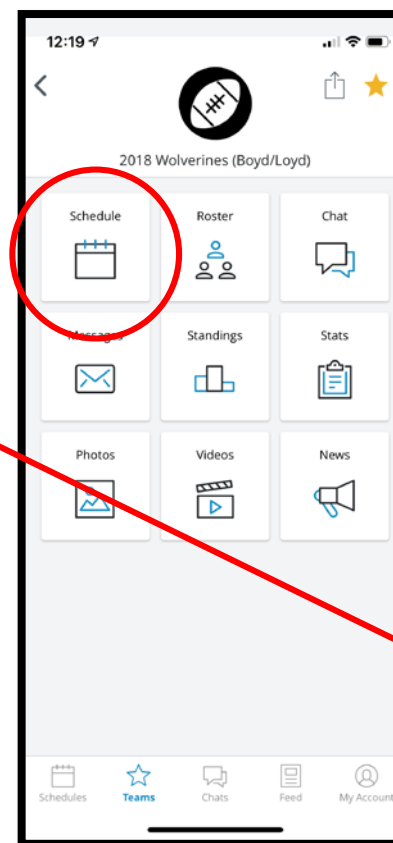 12:19
2018 Wolverines (Boyd/Loyd)
Schedule Roster Chat
Messages Standings Stats
Photos Videos News
Schedules Teams Chats Feed My Account